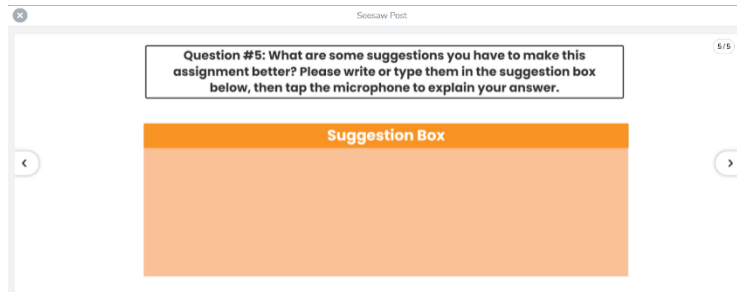 Seesaw Post
5/5
Question #5: What are some suggestions you have to make this
assignment better? Please write or type them in the suggestion box
below, then tap the microphone to explain your answer.
Suggestion Box